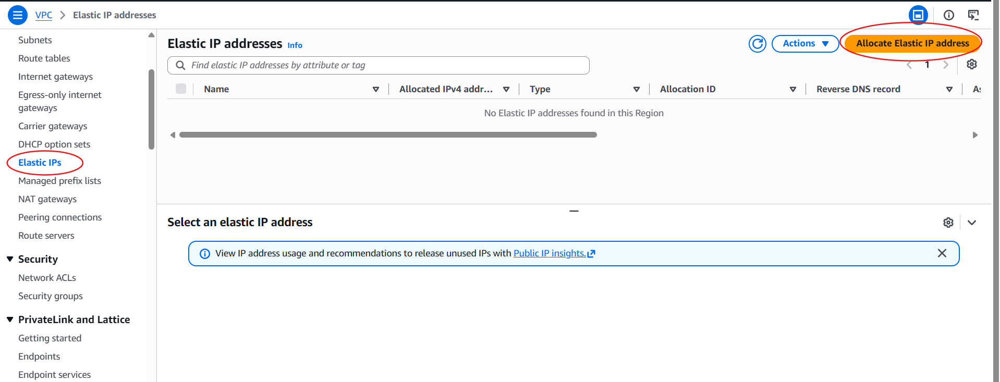 VPC > Elastic IP addresses
Subnets
Route tables
Internet gateways
Egress-only internet
gateways
Carrier gateways
DHCP option sets
Elastic IPs
Managed prefix lists
NAT gateways
Peering connections
Route servers
Security
Network ACLs
Security groups
PrivateLink and Lattice
Getting started
Endpoints
Endpoint services
Elastic IP addresses Info
Actions
Allocate Elastic IP address
Find elastic IP addresses by attribute or tag
1
Name
Allocated IPv4 addr...
Type
Allocation ID
Reverse DNS record
No Elastic IP addresses found in this Region
Select an elastic IP address
View IP address usage and recommendations to release unused IPs with Public IP insights.